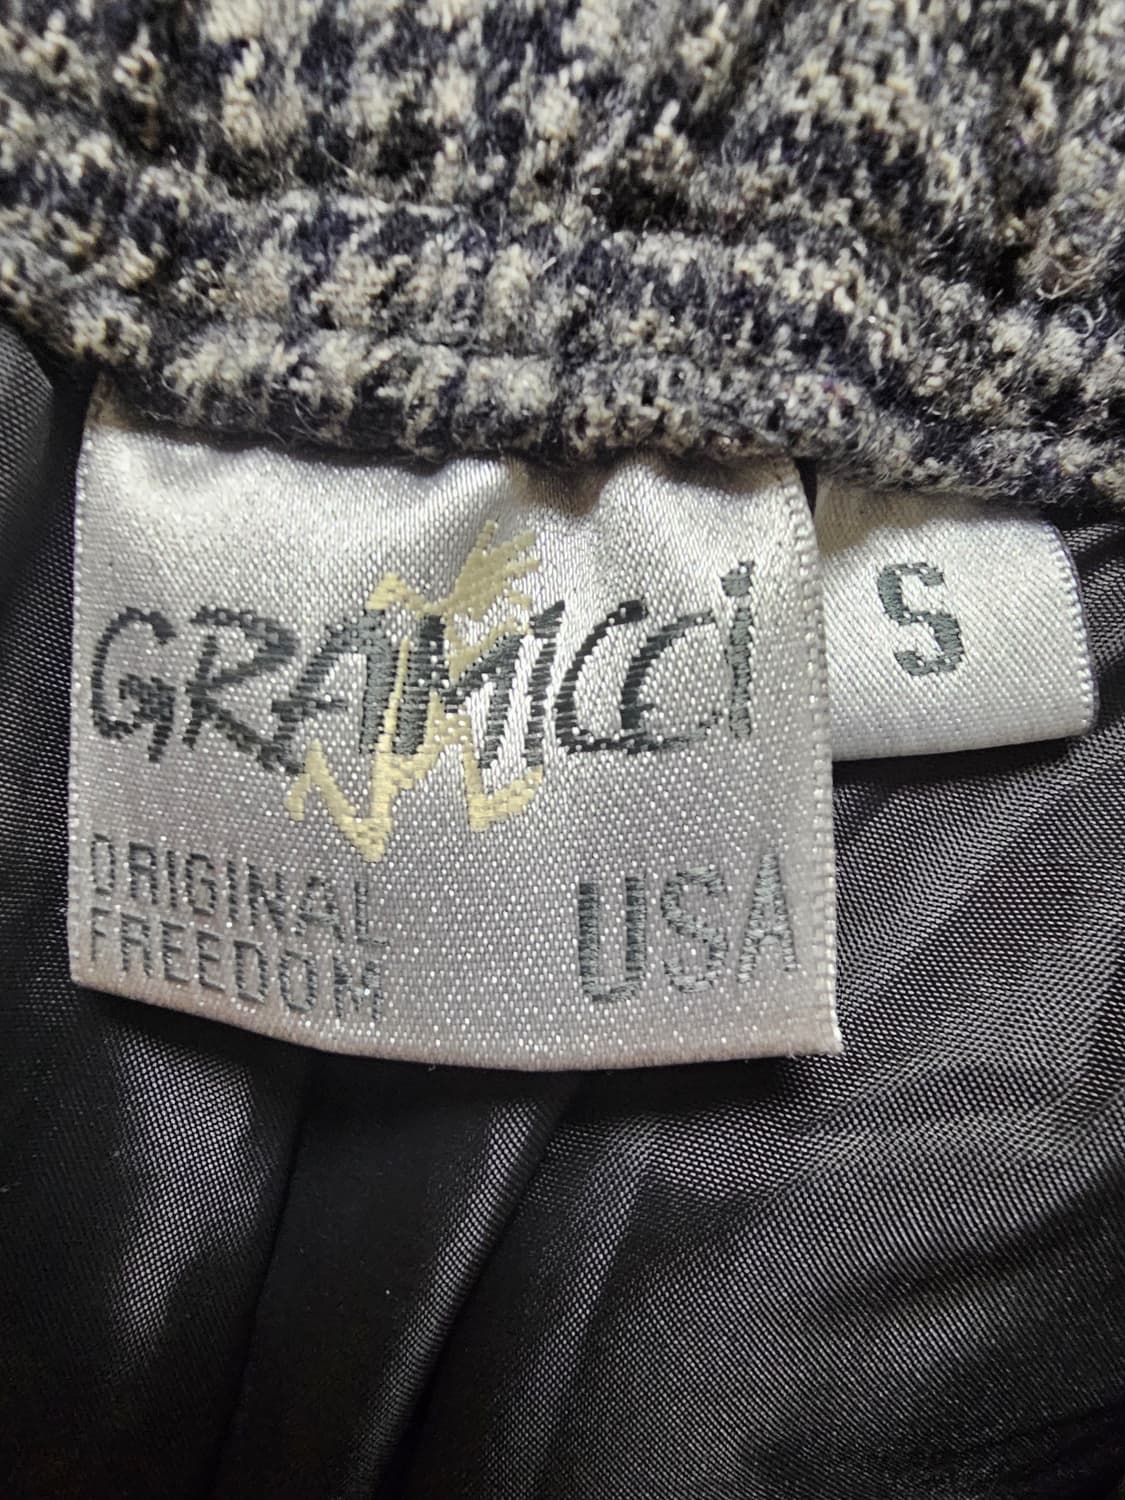 GRAMICCi
S
ORIGINAL
FREEDOM
USA